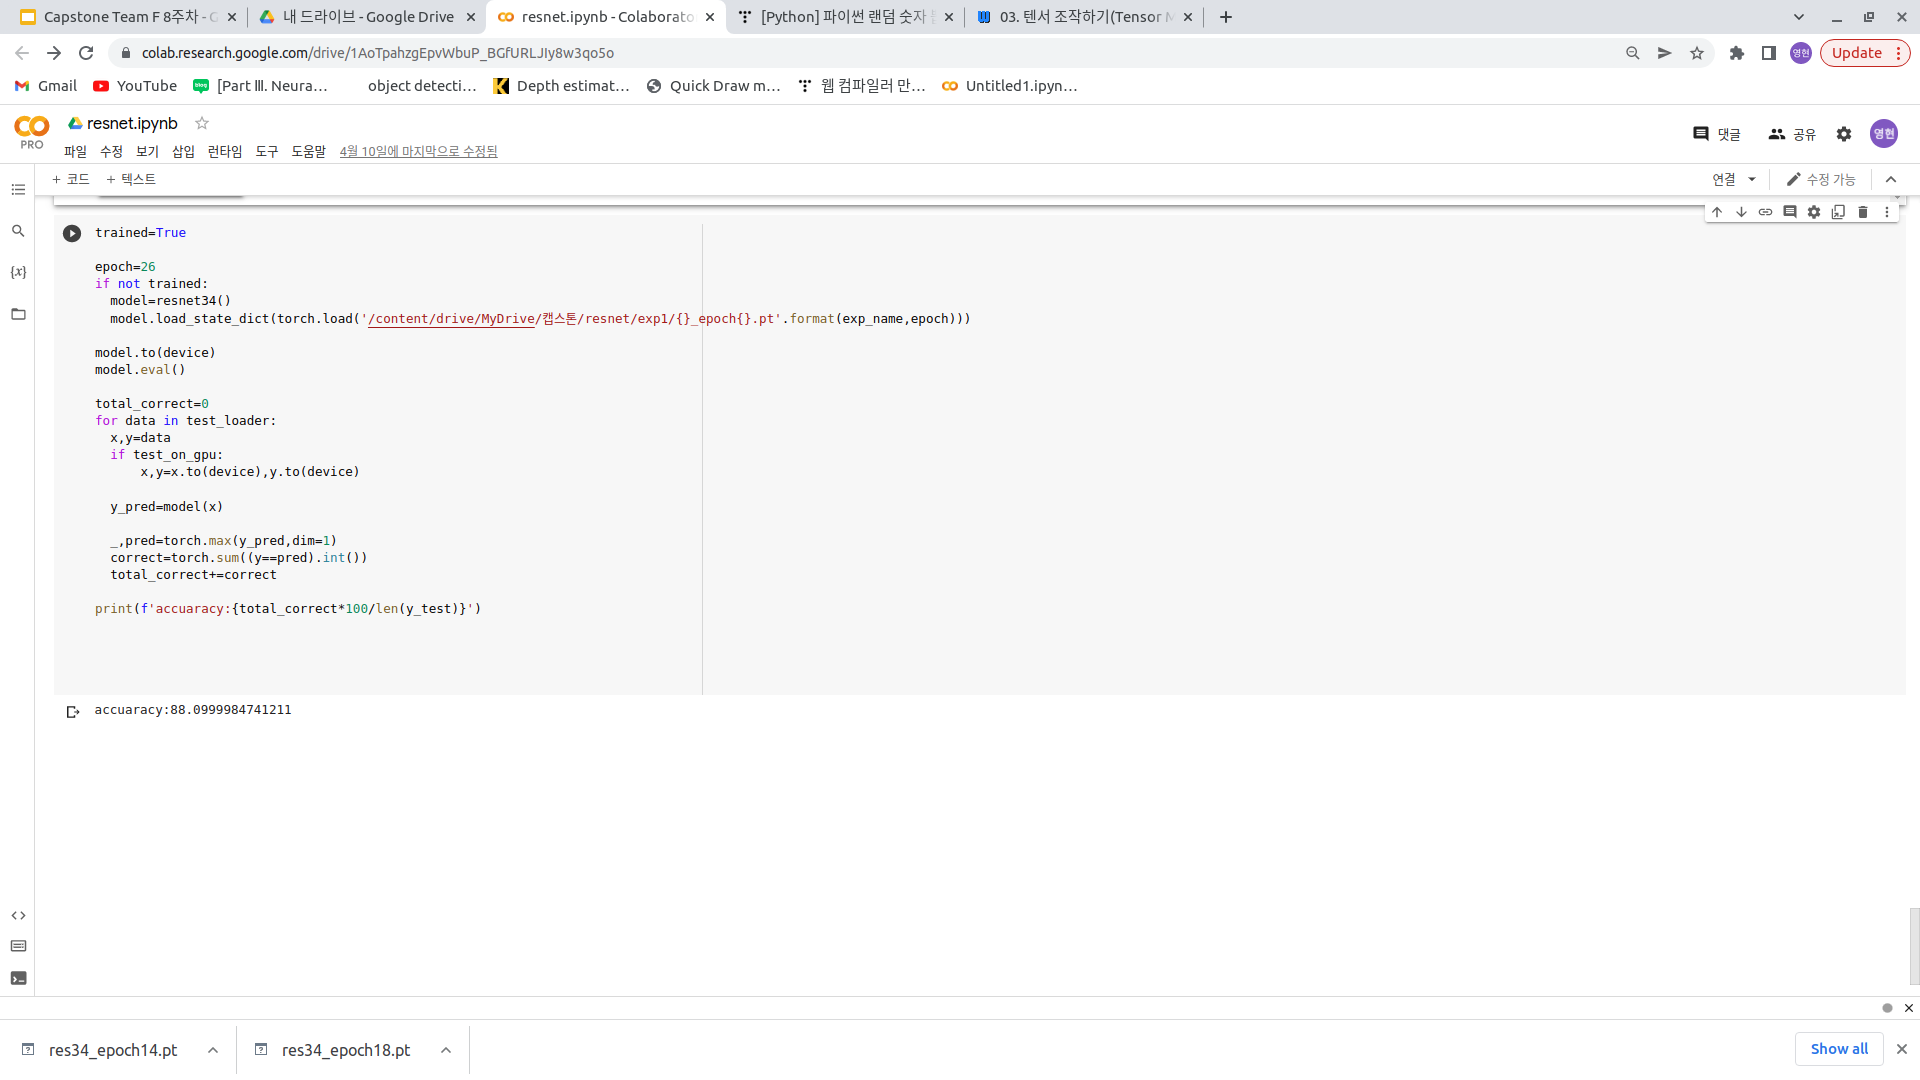 Capstone Team F 8주차 - G
내 드라이브 - Google Drive
resnet.ipynb - Colaborato
[Python] 파이썬 랜덤 숫자
03. 텐서 조작하기(Tensor M
colab.research.google.com/drive/1AoTpahzgEpvWbuP_BGfURLJIy8w3qo5o
영현
Update
Gmail
YouTube
[Part Ⅲ. Neura…
object detecti…
Depth estimat…
Quick Draw m…
웹 컴파일러 만…
Untitled1.ipyn…
PRO
resnet.ipynb
댓글
공유
영현
파일 수정 보기 삽입 런타임 도구 도움말 4월 10일에 마지막으로 수정됨
+ 코드 + 텍스트
연결
수정 가능
{x}
trained=True
epoch=26
if not trained:
  model=resnet34()
  model.load_state_dict(torch.load('/content/drive/MyDrive/캡스톤/resnet/exp1/{}_epoch{}.pt'.format(exp_name,epoch)))
model.to(device)
model.eval()
total_correct=0
for data in test_loader:
  x,y=data
  if test_on_gpu:
      x,y=x.to(device),y.to(device)
  y_pred=model(x)
  _,pred=torch.max(y_pred,dim=1)
  correct=torch.sum((y==pred).int())
  total_correct+=correct
print(f'accuaracy:{total_correct*100/len(y_test)}')
accuaracy:88.0999984741211
res34_epoch14.pt
res34_epoch18.pt
Show all